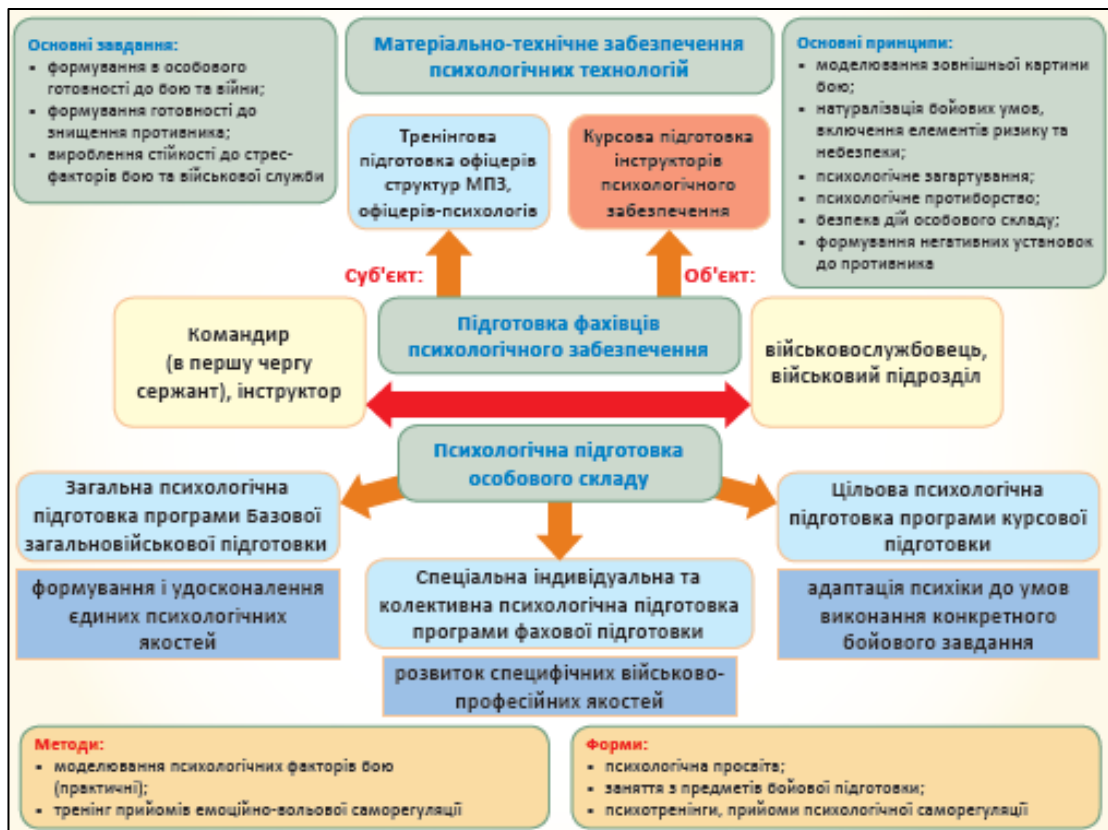 Основні завдання:
▪ формування в особового
готовності до бою та війни;
▪ формування готовності до
знищення противника;
▪ вироблення стійкості до стрес-
факторів бою та військової служби
Матеріально-технічне забезпечення
психологічних технологій
Основні принципи:
▪ моделювання зовнішньої картини
бою;
▪ натуралізація бойових умов,
включення елементів ризику та
небезпеки;
▪ психологічне загартування;
▪ психологічне протиборство;
▪ безпека дій особового складу;
▪ формування негативних установок
до противника
Тренінгова
підготовка офіцерів
структур МПЗ,
офіцерів-психологів
Курсова підготовка
інструкторів
психологічного
забезпечення
Суб'єкт:
Об'єкт:
Командир
(в першу чергу
сержант), інструктор
Підготовка фахівців
психологічного забезпечення
військовослужбовець,
військовий підрозділ
Психологічна підготовка
особового складу
Загальна психологічна
підготовка програми Базової
загальновійськової підготовки
формування і удосконалення
єдиних психологічних
якостей
Спеціальна індивідуальна та
колективна психологічна підготовка
програми фахової підготовки
розвиток специфічних військово-
професійних якостей
Цільова психологічна
підготовка програми курсової
підготовки
адаптація психіки до умов
виконання конкретного
бойового завдання
Методи:
▪ моделювання психологічних факторів бою
(практичні);
▪ тренінг прийомів емоційно-вольової саморегуляції
Форми:
▪ психологічна просвіта;
▪ заняття з предметів бойової підготовки;
▪ психотренінги, прийоми психологічної саморегуляції